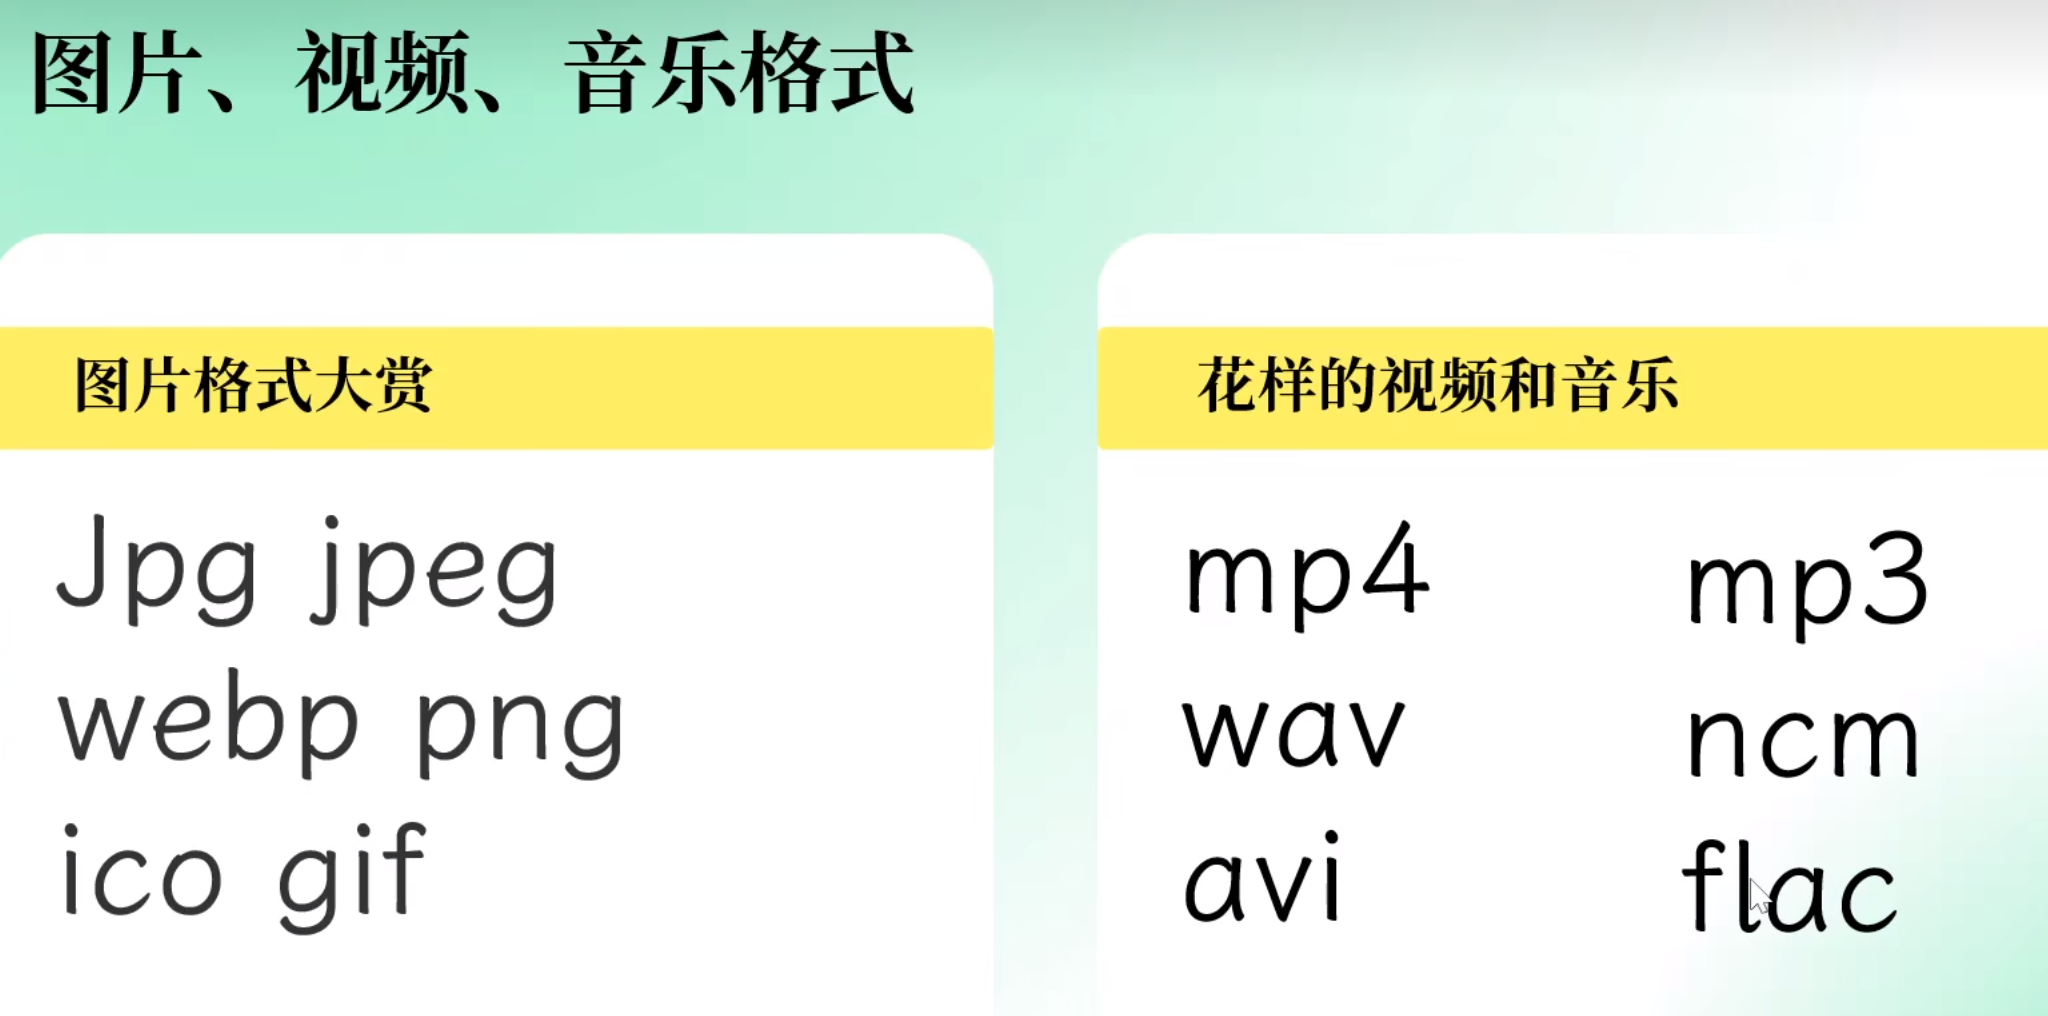 图片、视频、音乐格式
图片格式大赏
Jpg jpeg
webp png
ico gif
花样的视频和音乐
mp4 mp3
wav ncm
avi flac